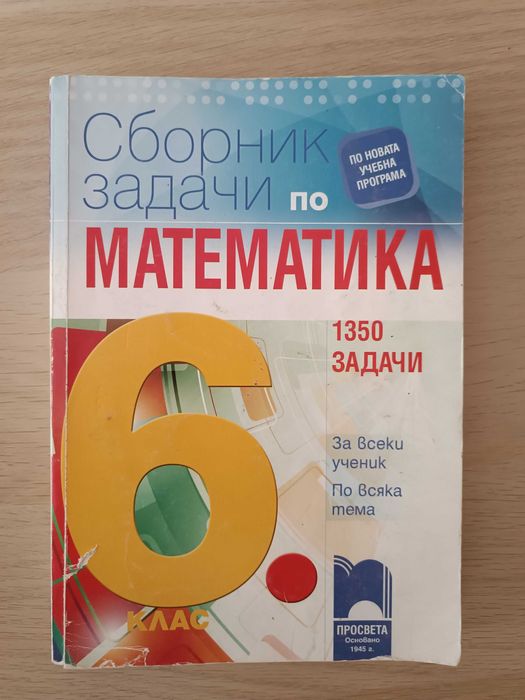 Сборник
задачи по
ПО НОВАТА
УЧЕБНА
ПРОГРАМА
МАТЕМАТИКА
1350
ЗАДАЧИ
6.
КЛАС
За всеки
ученик
По всяка
тема
ПРОСВЕТА
Основано
1945 г.